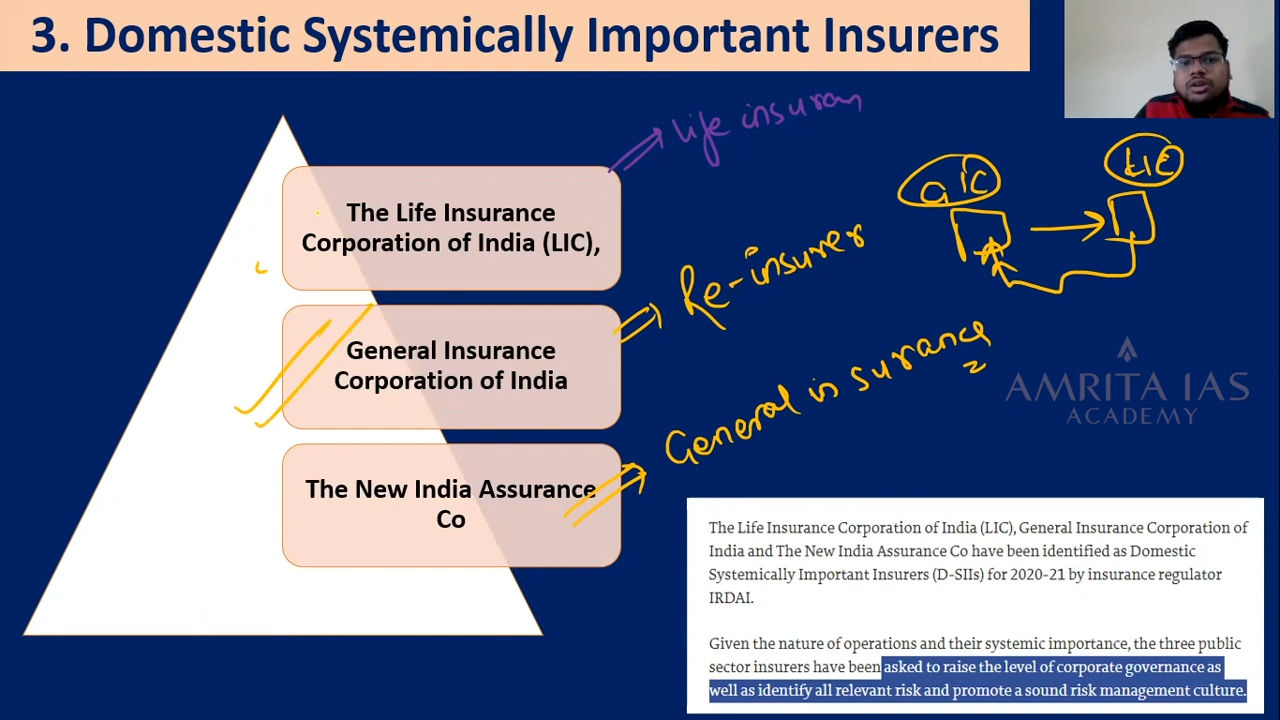 3. Domestic Systemically Important Insurers
life insuran
GIC
LIC
The Life Insurance
Corporation of India (LIC),
Re-insurer
General Insurance
Corporation of India
General insurance
AMRITA IAS
ACADEMY
The New India Assurance
Co
The Life Insurance Corporation of India (LIC), General Insurance Corporation of
India and The New India Assurance Co have been identified as Domestic
Systemically Important Insurers (D-SIIs) for 2020-21 by insurance regulator
IRDAI.
Given the nature of operations and their systemic importance, the three public
sector insurers have been asked to raise the level of corporate governance as
well as identify all relevant risk and promote a sound risk management culture.